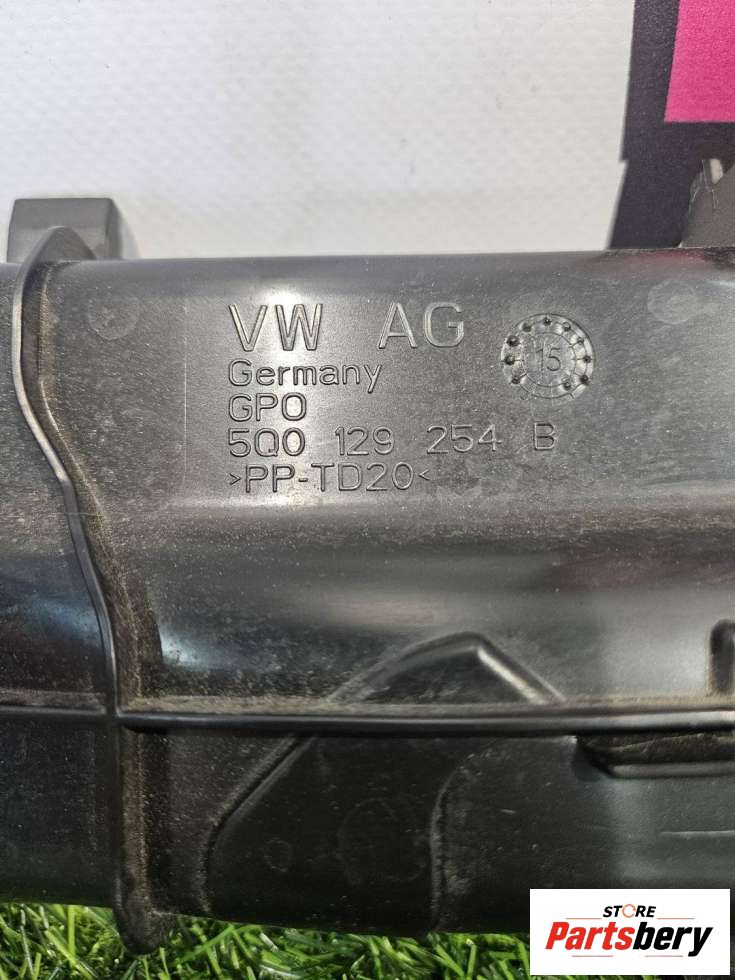 VW AG
15
Germany
GPO
5Q0 129 254 B
>PP-TD20<
STORE
Partsbery